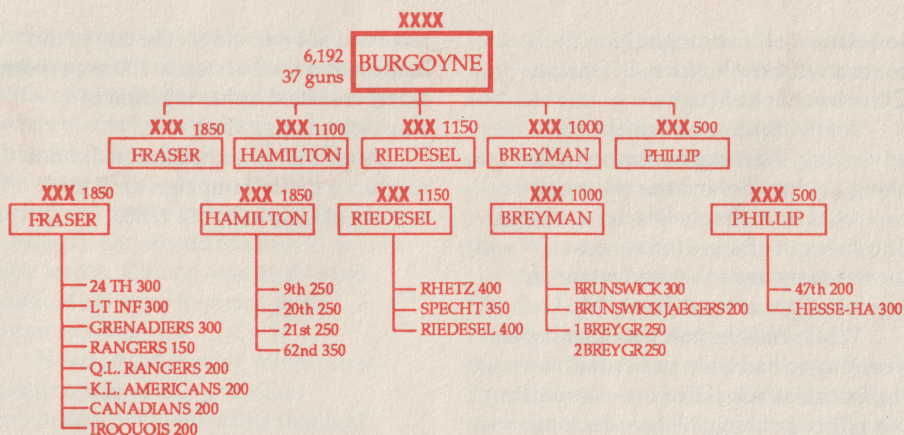 XXXX
6,192
37 guns
BURGOYNE
XXX 1850 XXX 1100 XXX 1150 XXX 1000 XXX 500
FRASER HAMILTON RIEDESEL BREYMAN PHILLIP
XXX 1850 XXX 1850 XXX 1150 XXX 1000 XXX 500
FRASER HAMILTON RIEDESEL BREYMAN PHILLIP
24 TH 300
LT INF 300
GRENADIERS 300
RANGERS 150
Q.L. RANGERS 200
K.L. AMERICANS 200
CANADIANS 200
IROQUOIS 200
9th 250
20th 250
21st 250
62nd 350
RHETZ 400
SPECHT 350
RIEDESEL 400
BRUNSWICK 300
BRUNSWICK JAEGERS 200
1 BREY GR 250
2 BREY GR 250
47th 200
HESSE-HA 300